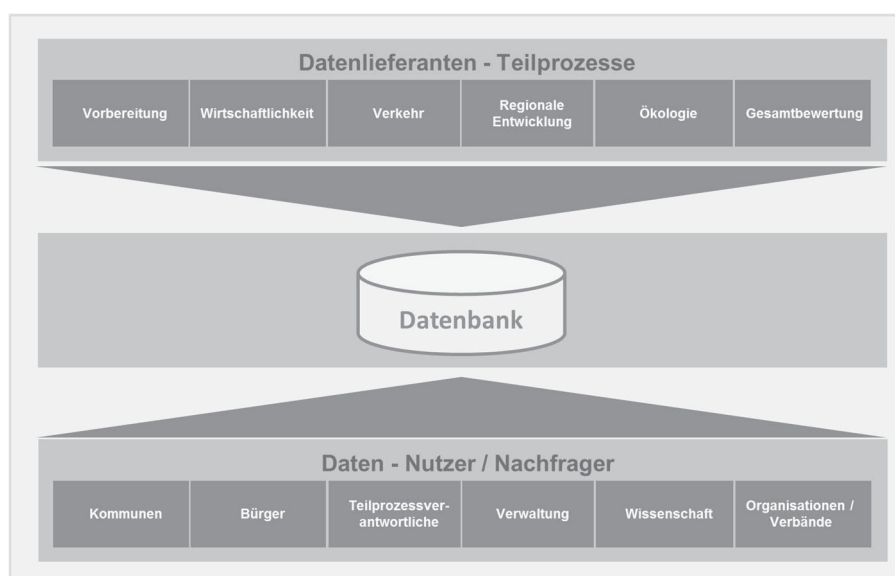 Datenlieferanten - Teilprozesse
Vorbereitung
Wirtschaftlichkeit
Verkehr
Regionale
Entwicklung
Ökologie
Gesamtbewertung
Datenbank
Daten - Nutzer / Nachfrager
Kommunen
Bürger
Teilprozessver-
antwortliche
Verwaltung
Wissenschaft
Organisationen /
Verbände